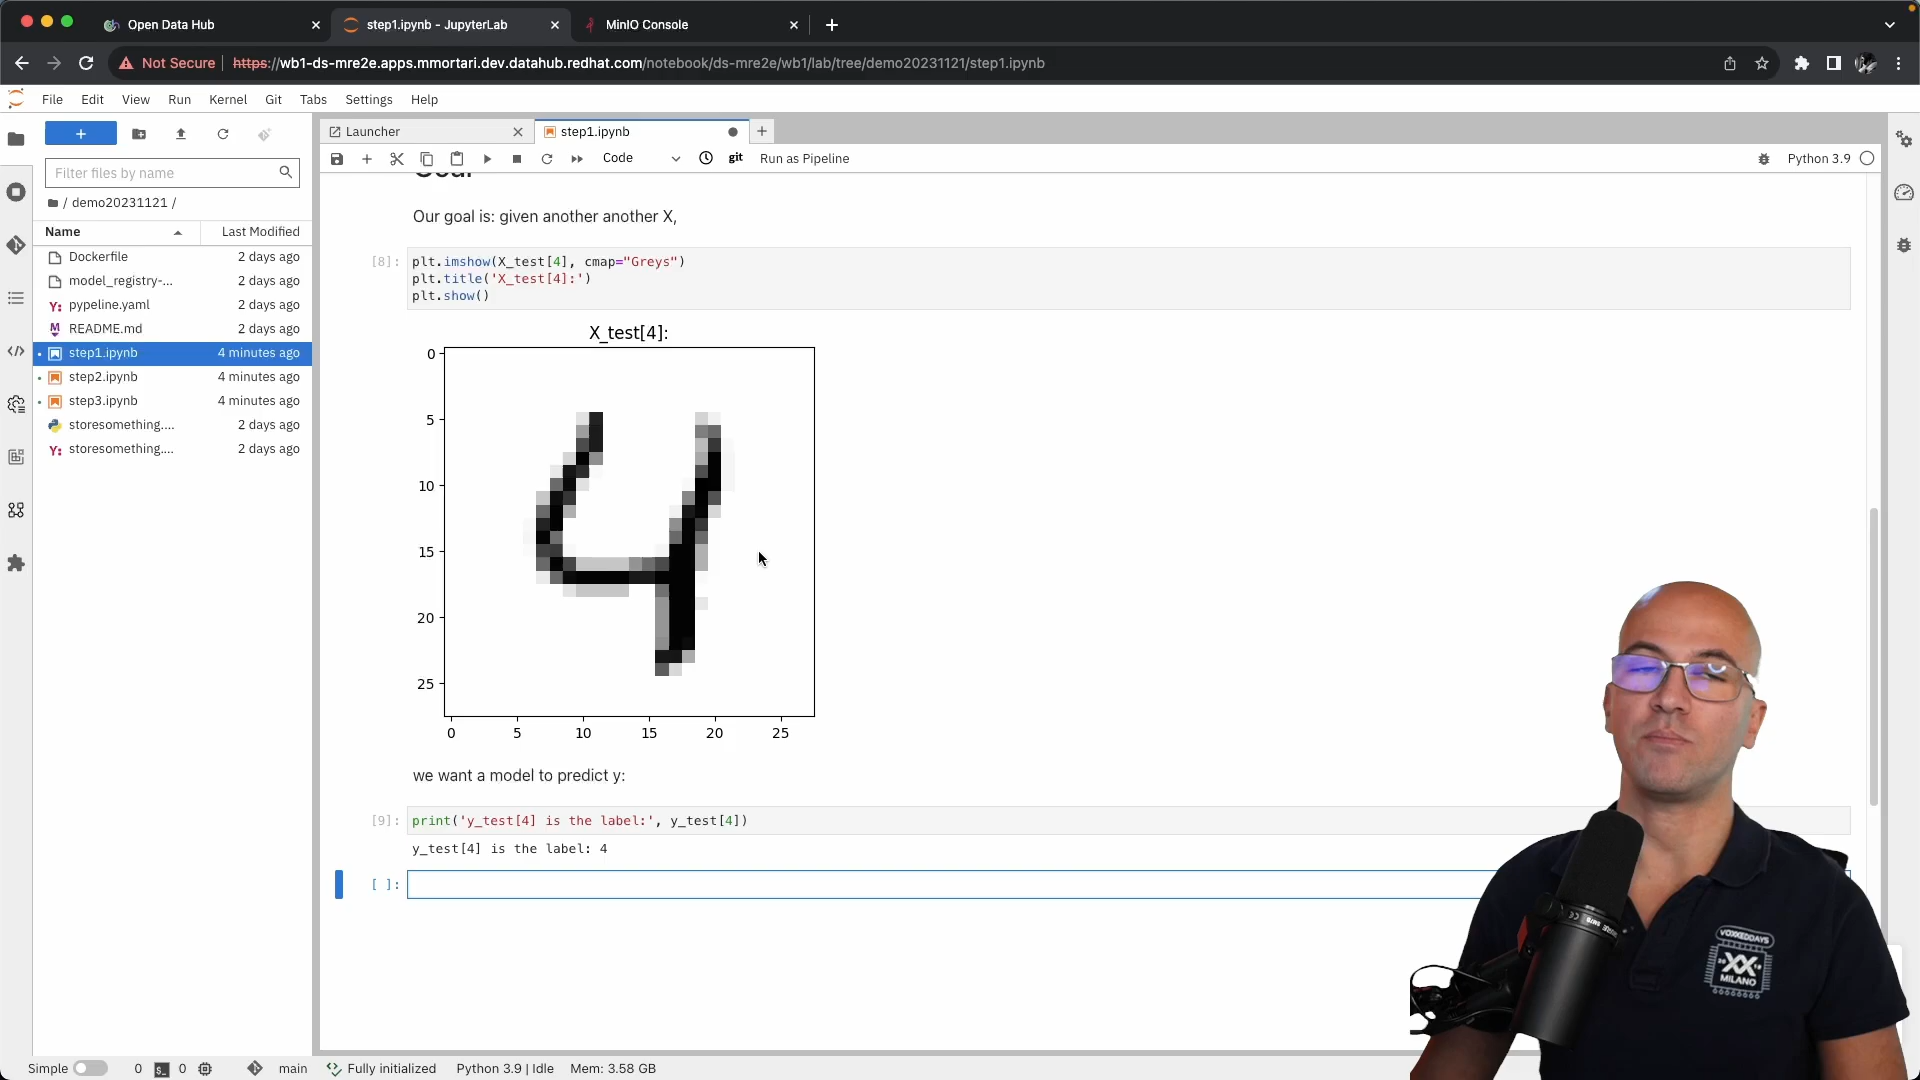 Open Data Hub
step1.ipynb - JupyterLab
MinIO Console
Not Secure
https://wb1-ds-mre2e.apps.mmortari.dev.datahub.redhat.com/notebook/ds-mre2e/wb1/lab/tree/demo20231121/step1.ipynb
File Edit View Run Kernel Git Tabs Settings Help
Launcher
step1.ipynb
Code
git
Run as Pipeline
Python 3.9
Filter files by name
/ demo20231121 /
Name Last Modified
Dockerfile 2 days ago
model_registry-... 2 days ago
pypeline.yaml 2 days ago
README.md 2 days ago
step1.ipynb 4 minutes ago
step2.ipynb 4 minutes ago
step3.ipynb 4 minutes ago
storesomething.... 2 days ago
storesomething.... 2 days ago
Goal
Our goal is: given another another X,
[8]:
plt.imshow(X_test[4], cmap="Greys")
plt.title('X_test[4]:')
plt.show()
X_test[4]:
0
5
10
15
20
25
4
0 5 10 15 20 25
we want a model to predict y:
[9]:
print('y_test[4] is the label:', y_test[4])
y_test[4] is the label: 4
[ ]:
VOXXEDDAYS
XX
MILANO
Simple 0 0 main Fully initialized Python 3.9 | Idle Mem: 3.58 GB